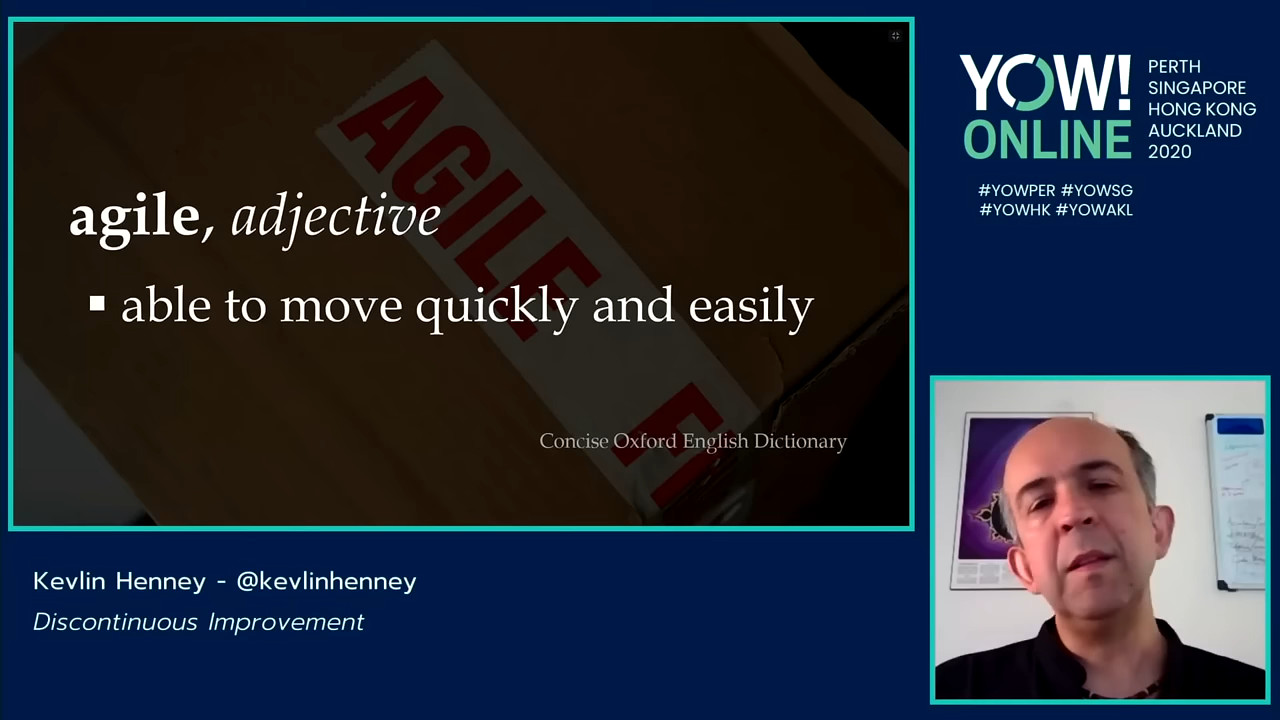 AGILE
agile, adjective
▪ able to move quickly and easily
Concise Oxford English Dictionary
YOW!
ONLINE
PERTH
SINGAPORE
HONG KONG
AUCKLAND
2020
#YOWPER #YOWSG
#YOWHK #YOWAKL
Kevlin Henney - @kevlinhenney
Discontinuous Improvement